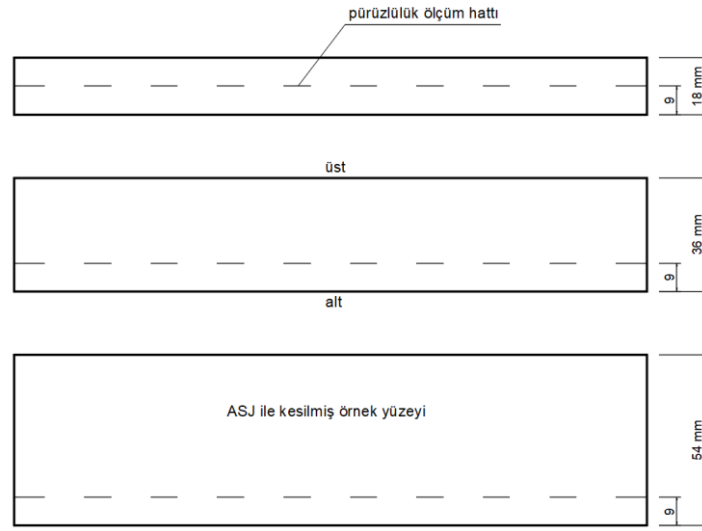 pürüzlülük ölçüm hattı
9
18 mm
üst
36 mm
9
alt
ASJ ile kesilmiş örnek yüzeyi
54 mm
9